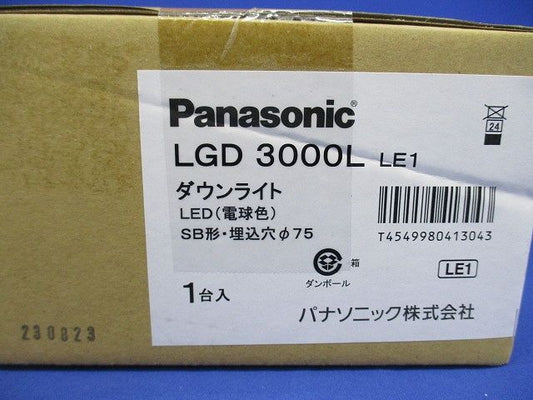 Panasonic®
LGD 3000L LE1
ダウンライト
LED(電球色)
SB形・埋込穴φ75
1台入
24
T4549980413043
LE1
箱
ダンボール
パナソニック株式会社
230823